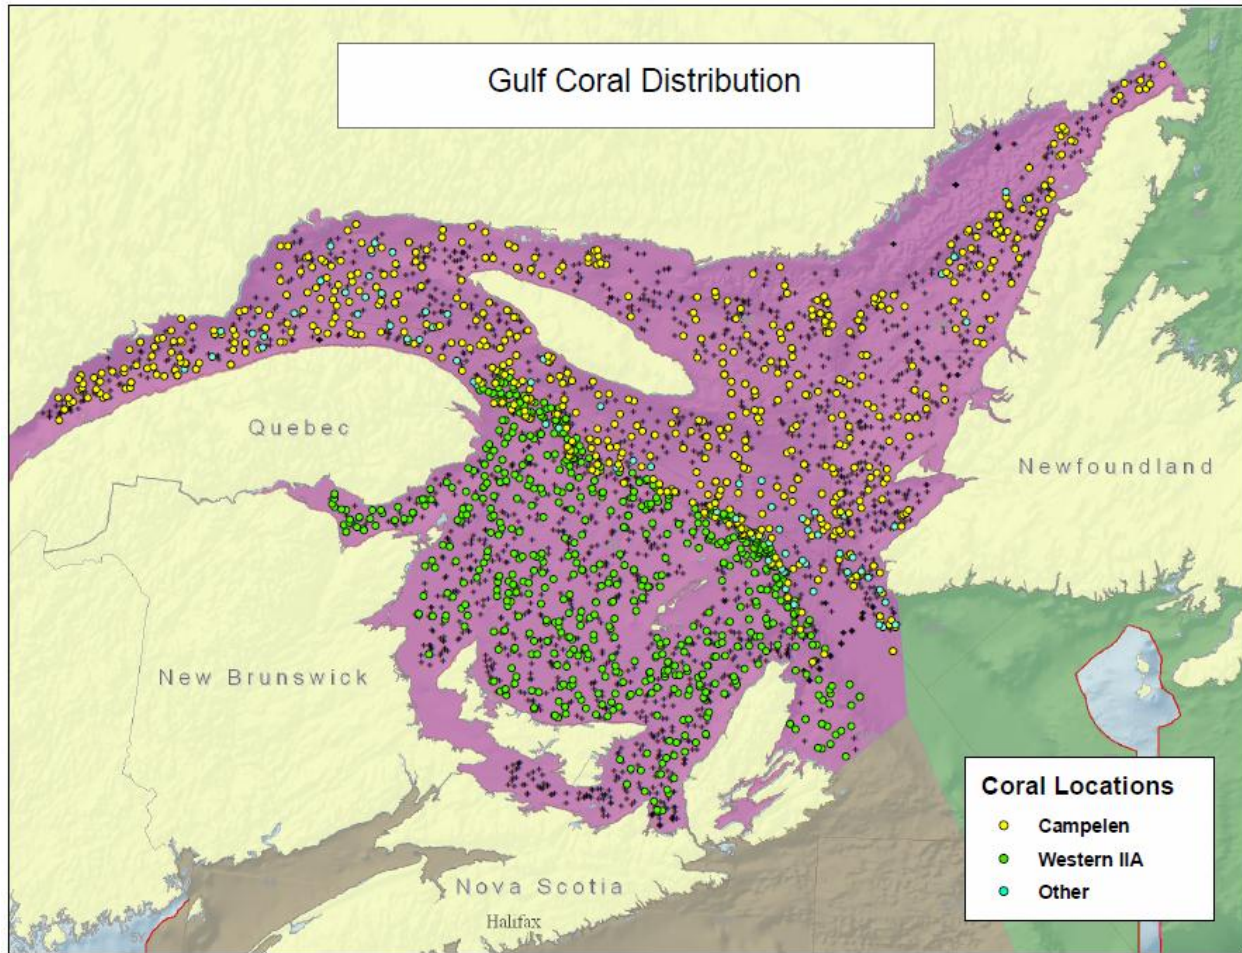 Gulf Coral Distribution
Quebec
Newfoundland
New Brunswick
Nova Scotia
Halifax
Coral Locations
Campelen
Western IIA
Other